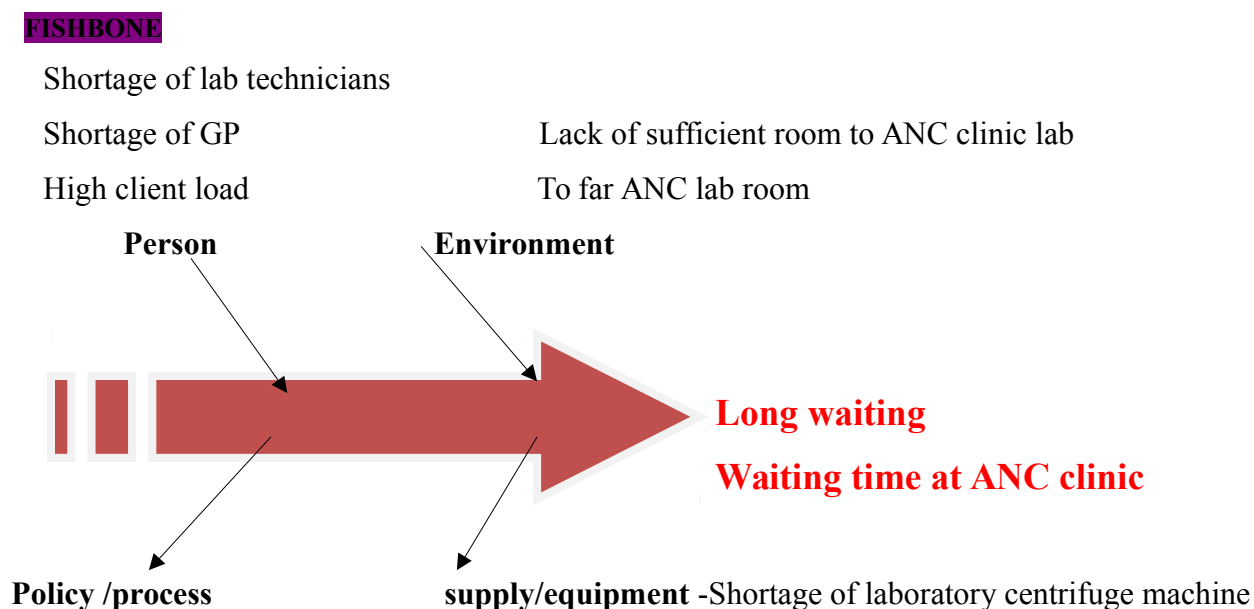 FISHBONE
Shortage of lab technicians
Shortage of GP
Lack of sufficient room to ANC clinic lab
High client load
To far ANC lab room
Person
Environment
Long waiting
Waiting time at ANC clinic
Policy /process
supply/equipment -Shortage of laboratory centrifuge machine